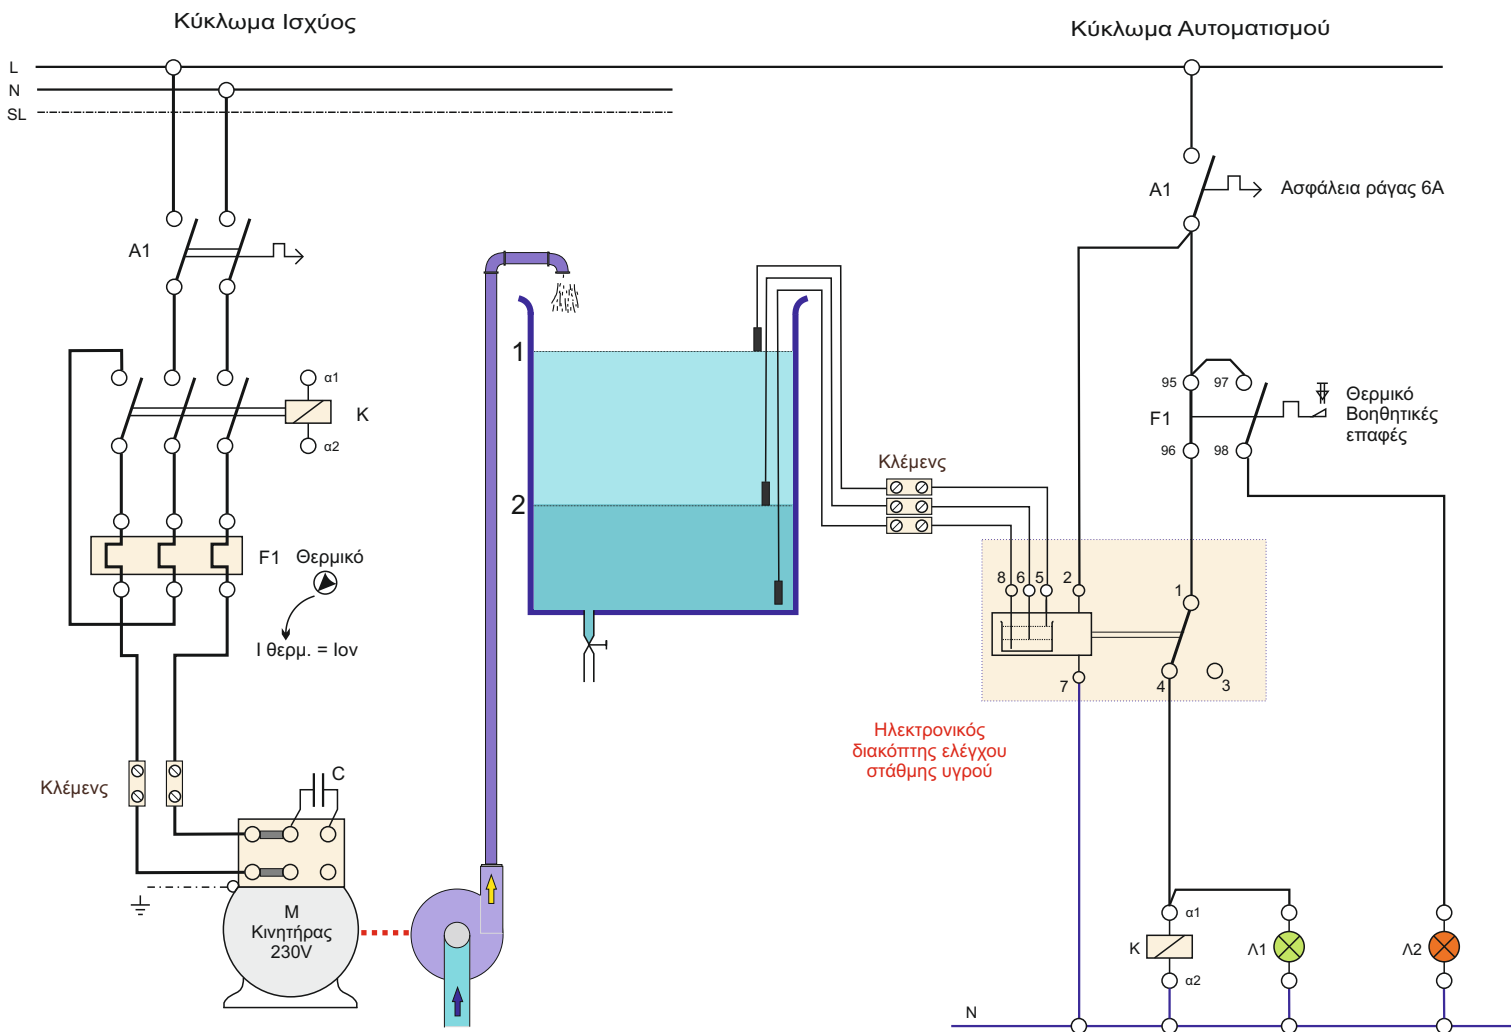 Κύκλωμα Ισχύος
Κύκλωμα Αυτοματισμού
L
N
SL
A1
α1
K
α2
F1 Θερμικό
I θερμ. = Ιον
Κλέμενς
C
M
Κινητήρας
230V
1
2
Κλέμενς
A1
Ασφάλεια ράγας 6A
95
97
F1
96
98
Θερμικό
Βοηθητικές
επαφές
8
6
5
2
1
7
4
3
Ηλεκτρονικός
διακόπτης ελέγχου
στάθμης υγρού
α1
K
α2
Λ1
Λ2
N